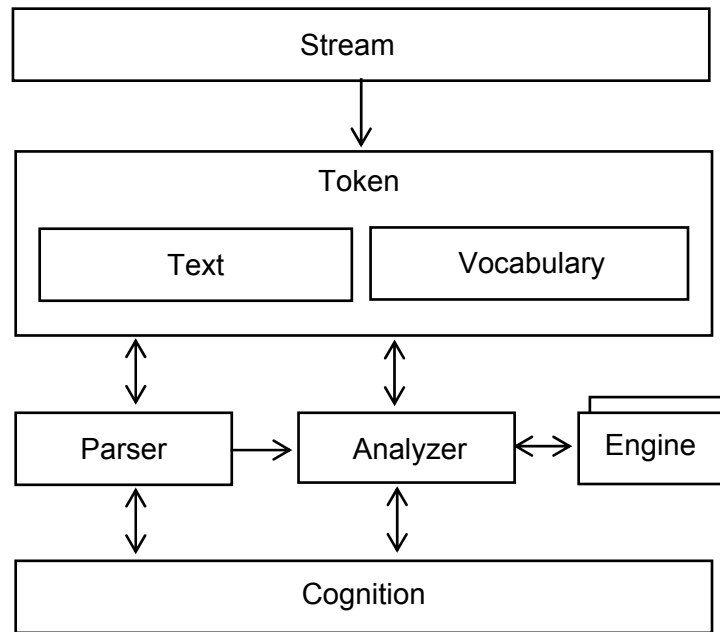 Stream
Token
Text
Vocabulary
Parser
Analyzer
Engine
Cognition